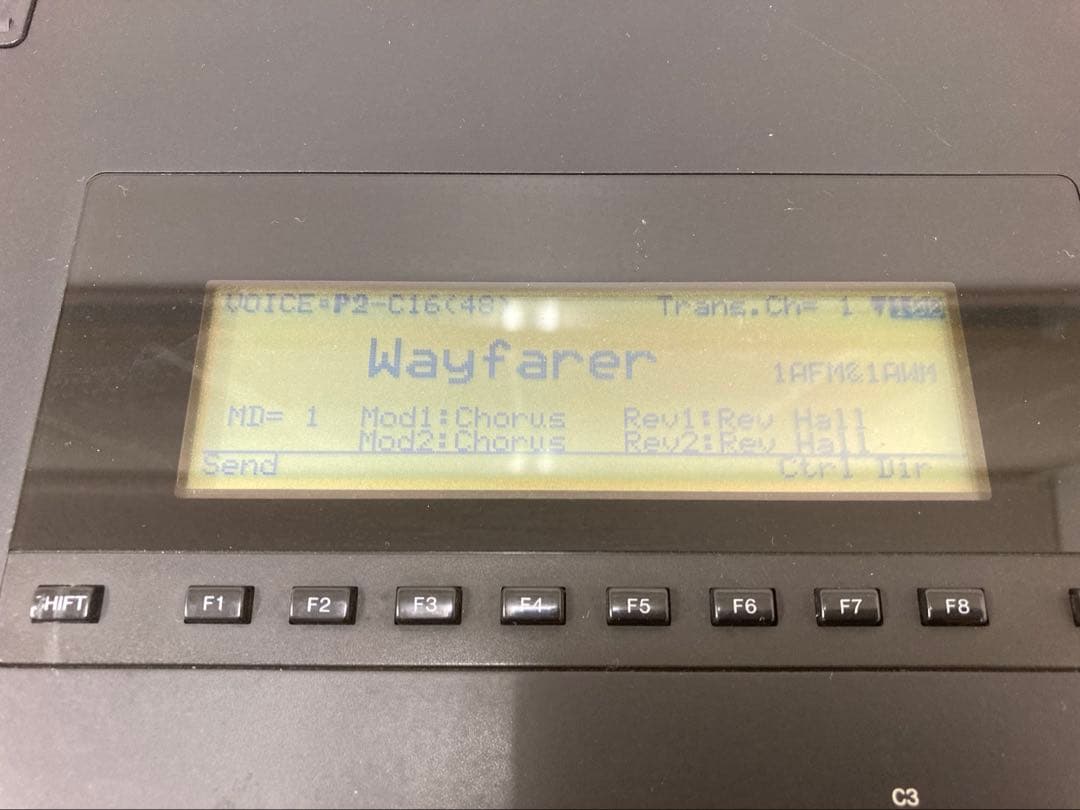 VOICE:P2-C16(48) Trans.Ch= 1
Wayfarer
1AFM&1AWM
MD= 1 Mod1:Chorus Rev1:Rev Hall
Mod2:Chorus Rev2:Rev Hall
Send Ctrl Dir
SHIFT F1 F2 F3 F4 F5 F6 F7 F8
C3